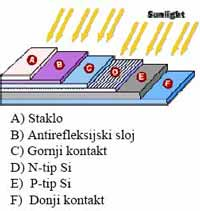 Sunlight
A
B
C
D
E
F
A) Staklo
B) Antirefleksijski sloj
C) Gornji kontakt
D) N-tip Si
E) P-tip Si
F) Donji kontakt